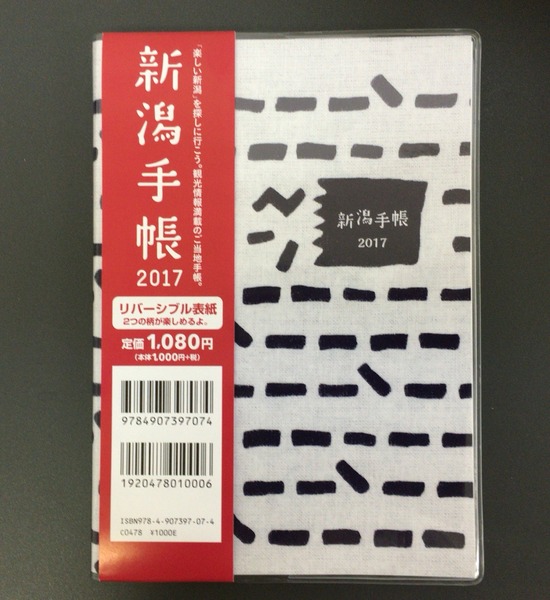 「楽しい新潟」を探しに行こう。観光情報満載のご当地手帳。
新潟手帳
2017
リバーシブル表紙
2つの柄が楽しめるよ。
定価1,080円
(本体1,000円+税)
9784907397074
1920478010006
ISBN978-4-907397-07-4
C0478 ¥1000E
新潟手帳
2017